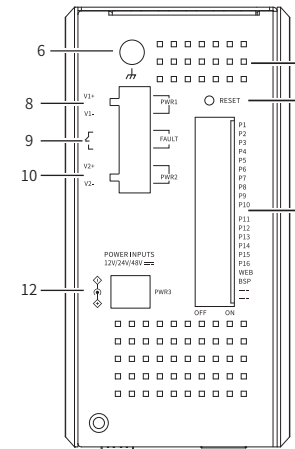 6
RESET
8
V1+
PWR1
V1-
9
FAULT
10
V2+
PWR2
V2-
P1
P2
P3
P4
P5
P6
P7
P8
P9
P10
P11
P12
P13
P14
P15
P16
WEB
BSP
POWER INPUTS
12V/24V/48V
12
PWR3
OFF ON